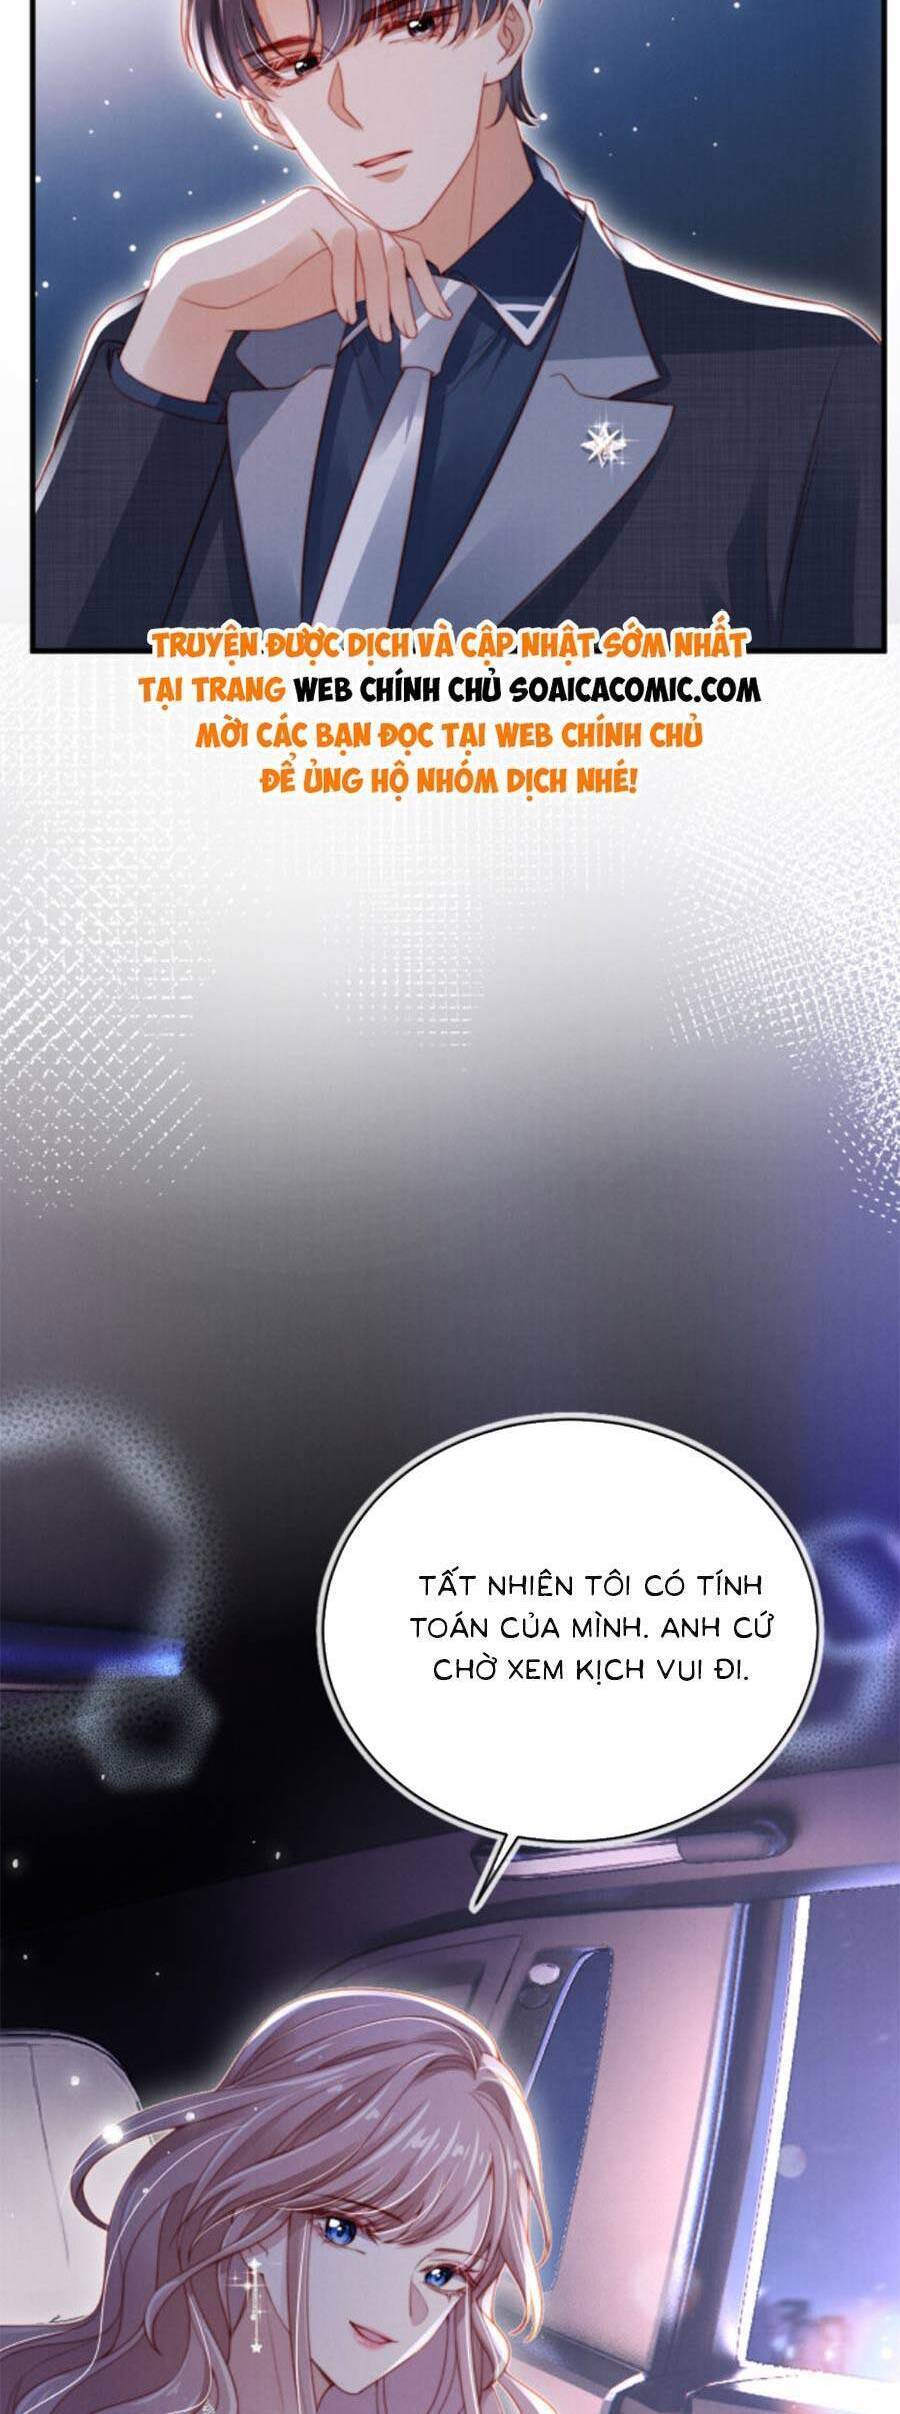 TRUYỆN ĐƯỢC DỊCH VÀ CẬP NHẬT SỚM NHẤT
TẠI TRANG WEB CHÍNH CHỦ SOAICACOMIC.COM
MỜI CÁC BẠN ĐỌC TẠI WEB CHÍNH CHỦ
ĐỂ ỦNG HỘ NHÓM DỊCH NHÉ!
TẤT NHIÊN TÔI CÓ TÍNH
TOÁN CỦA MÌNH. ANH CỨ
CHỜ XEM KỊCH VUI ĐI.